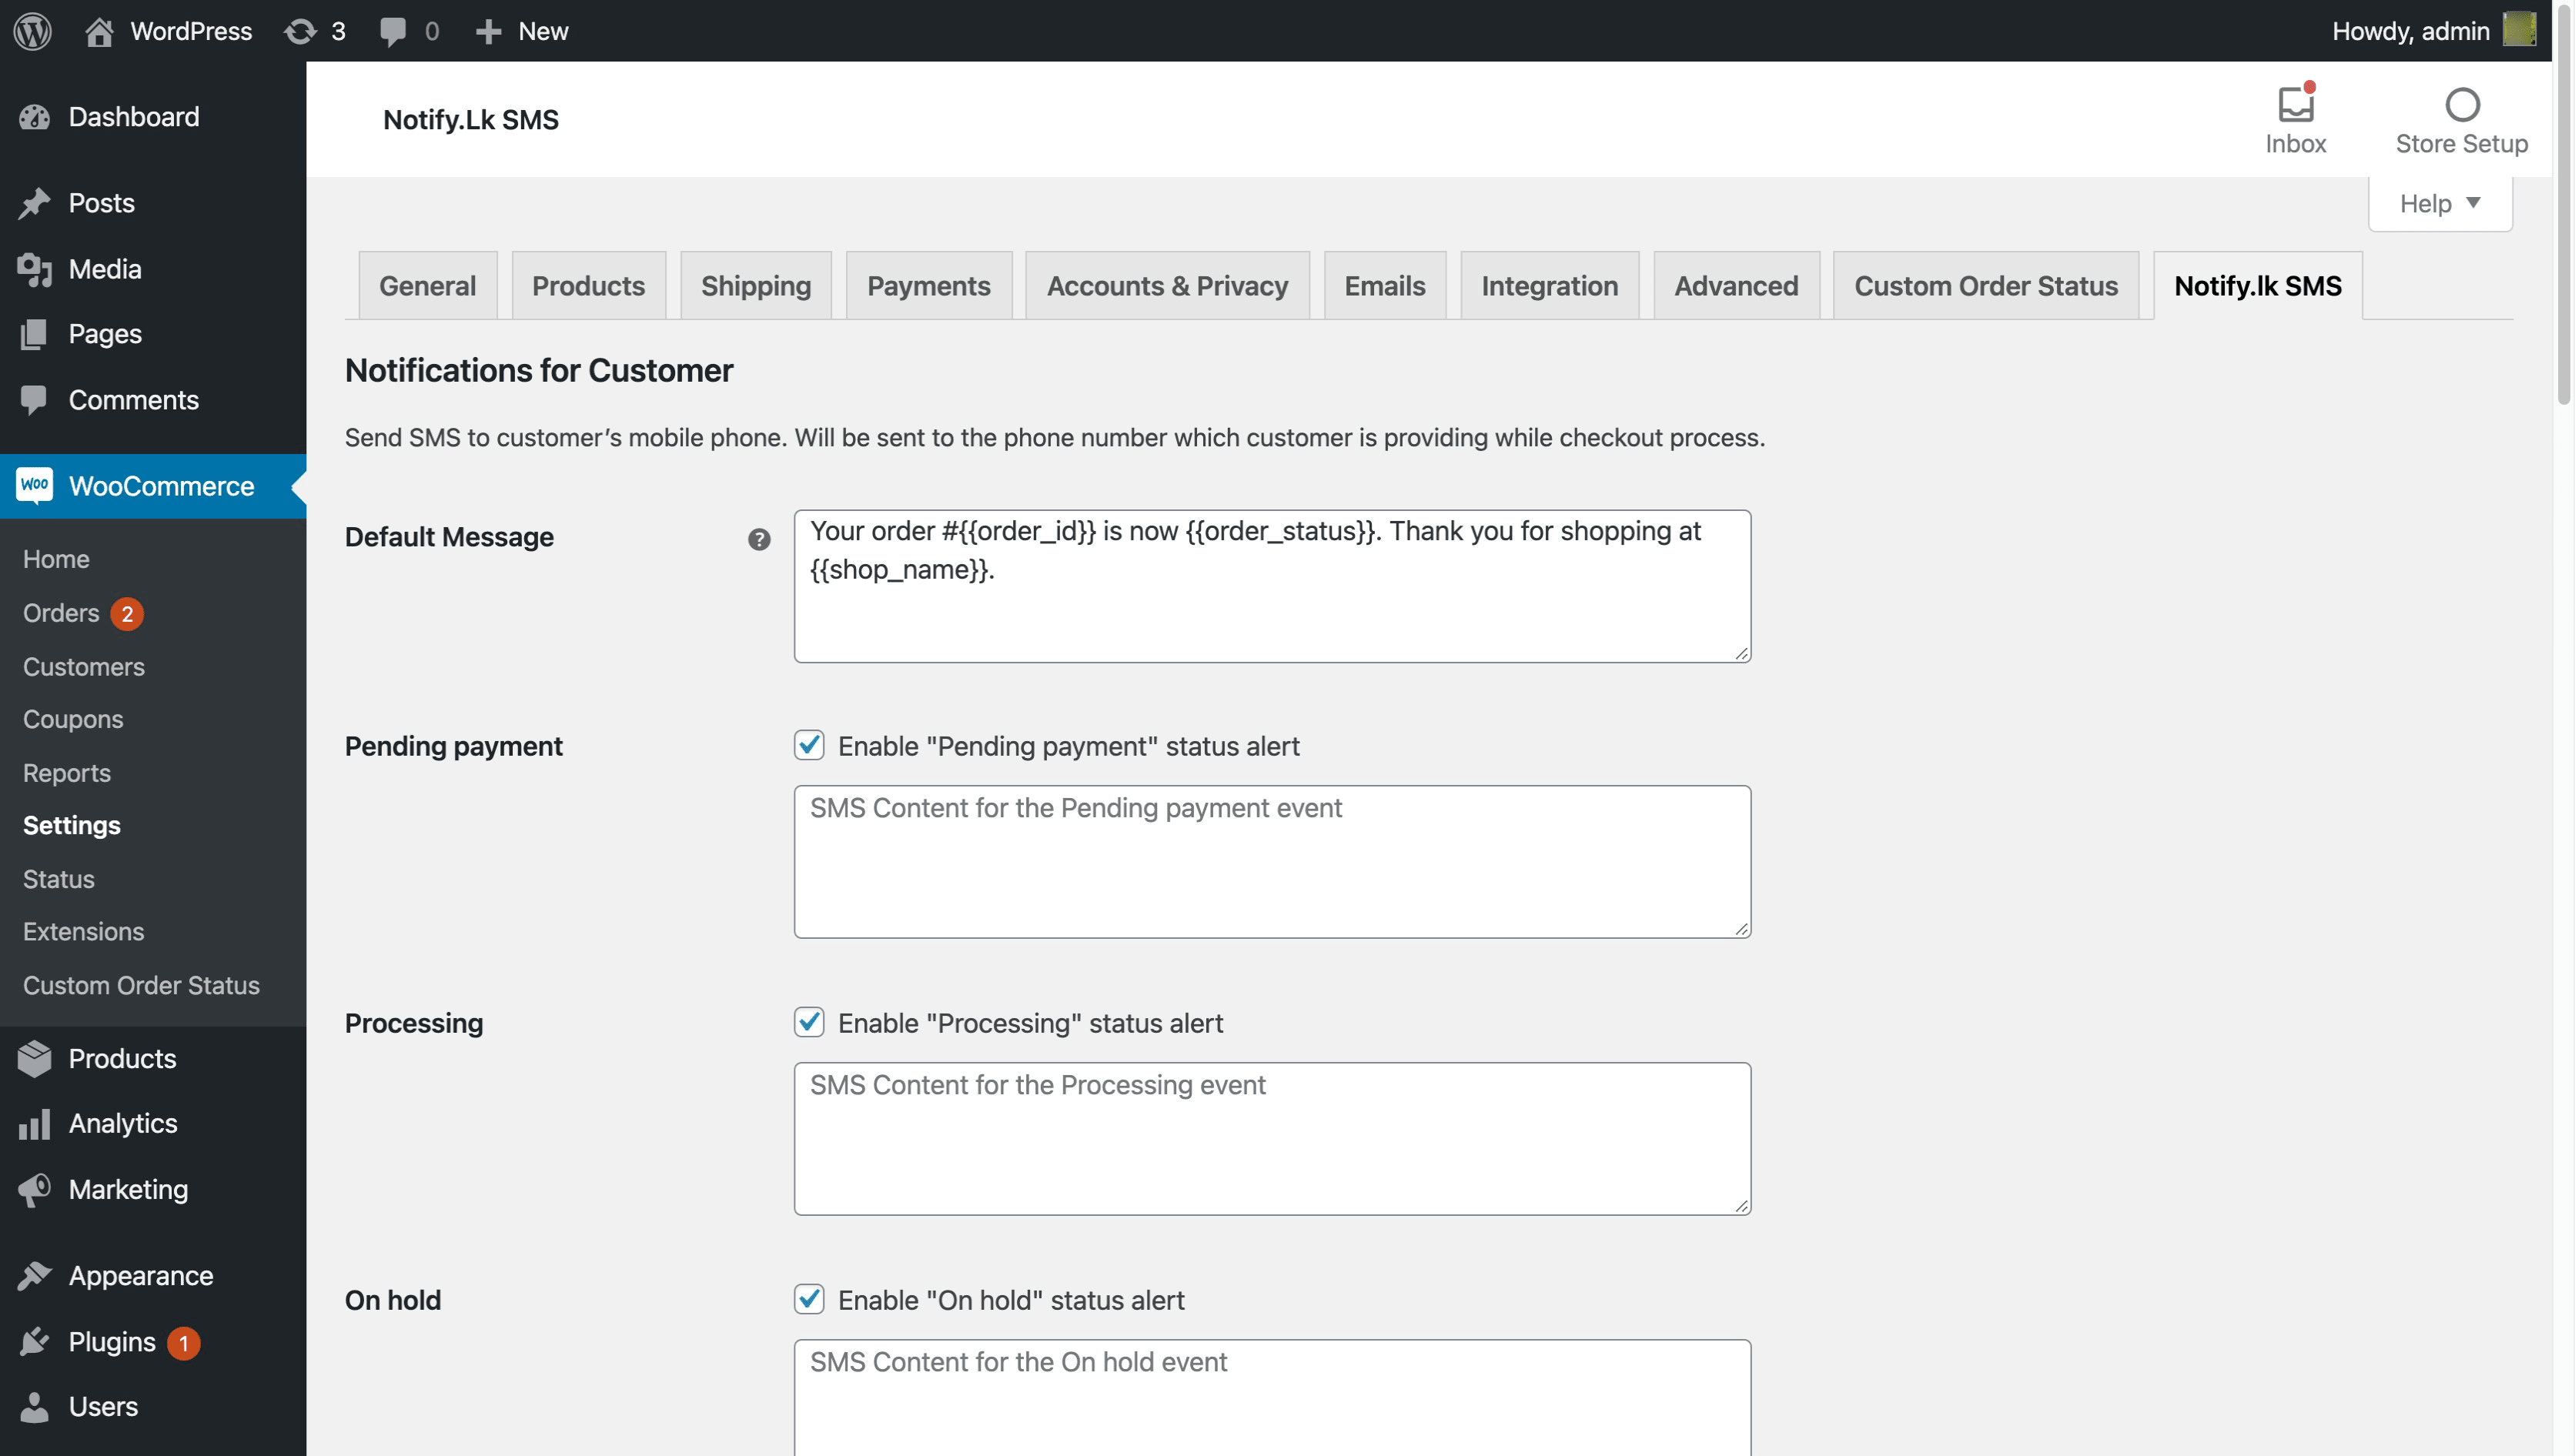 WordPress 3 0 New Howdy, admin
Dashboard
Posts
Media
Pages
Comments
Woo WooCommerce
Home
Orders 2
Customers
Coupons
Reports
Settings
Status
Extensions
Custom Order Status
Products
Analytics
Marketing
Appearance
Plugins 1
Users
Notify.Lk SMS
Inbox
Store Setup
Help
General Products Shipping Payments Accounts & Privacy Emails Integration Advanced Custom Order Status Notify.lk SMS
Notifications for Customer
Send SMS to customer’s mobile phone. Will be sent to the phone number which customer is providing while checkout process.
Default Message ?
Your order #{{order_id}} is now {{order_status}}. Thank you for shopping at
{{shop_name}}.
Pending payment
Enable "Pending payment" status alert
SMS Content for the Pending payment event
Processing
Enable "Processing" status alert
SMS Content for the Processing event
On hold
Enable "On hold" status alert
SMS Content for the On hold event